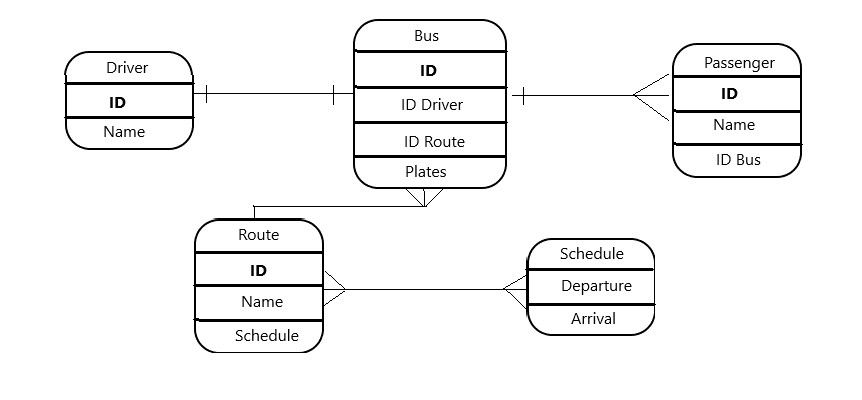 Driver
ID
Name
Bus
ID
ID Driver
ID Route
Plates
Passenger
ID
Name
ID Bus
Route
ID
Name
Schedule
Schedule
Departure
Arrival